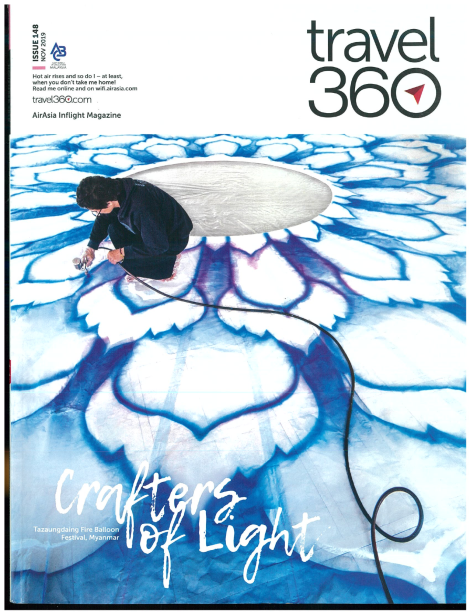 ISSUE 148
NOV 2019
travel
360
Hot air rises and so do I – at least,
when you don't take me home!
Read me online and on wifi.airasia.com
travel360.com
AirAsia Inflight Magazine
Crafters
of Light
Tazaungdaing Fire Balloon
Festival, Myanmar